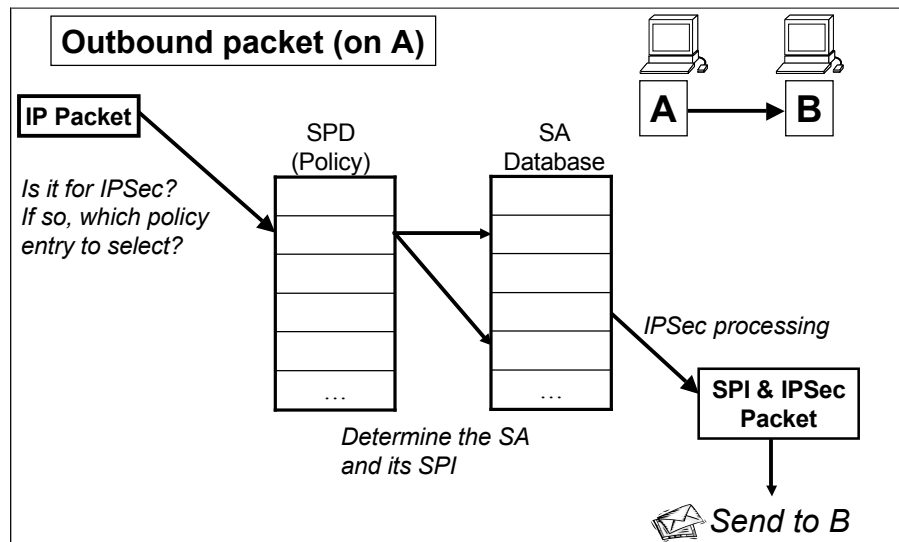 Outbound packet (on A)
A
B
IP Packet
Is it for IPSec?
If so, which policy
entry to select?
SPD
(Policy)
...
SA
Database
...
Determine the SA
and its SPI
IPSec processing
SPI & IPSec
Packet
Send to B